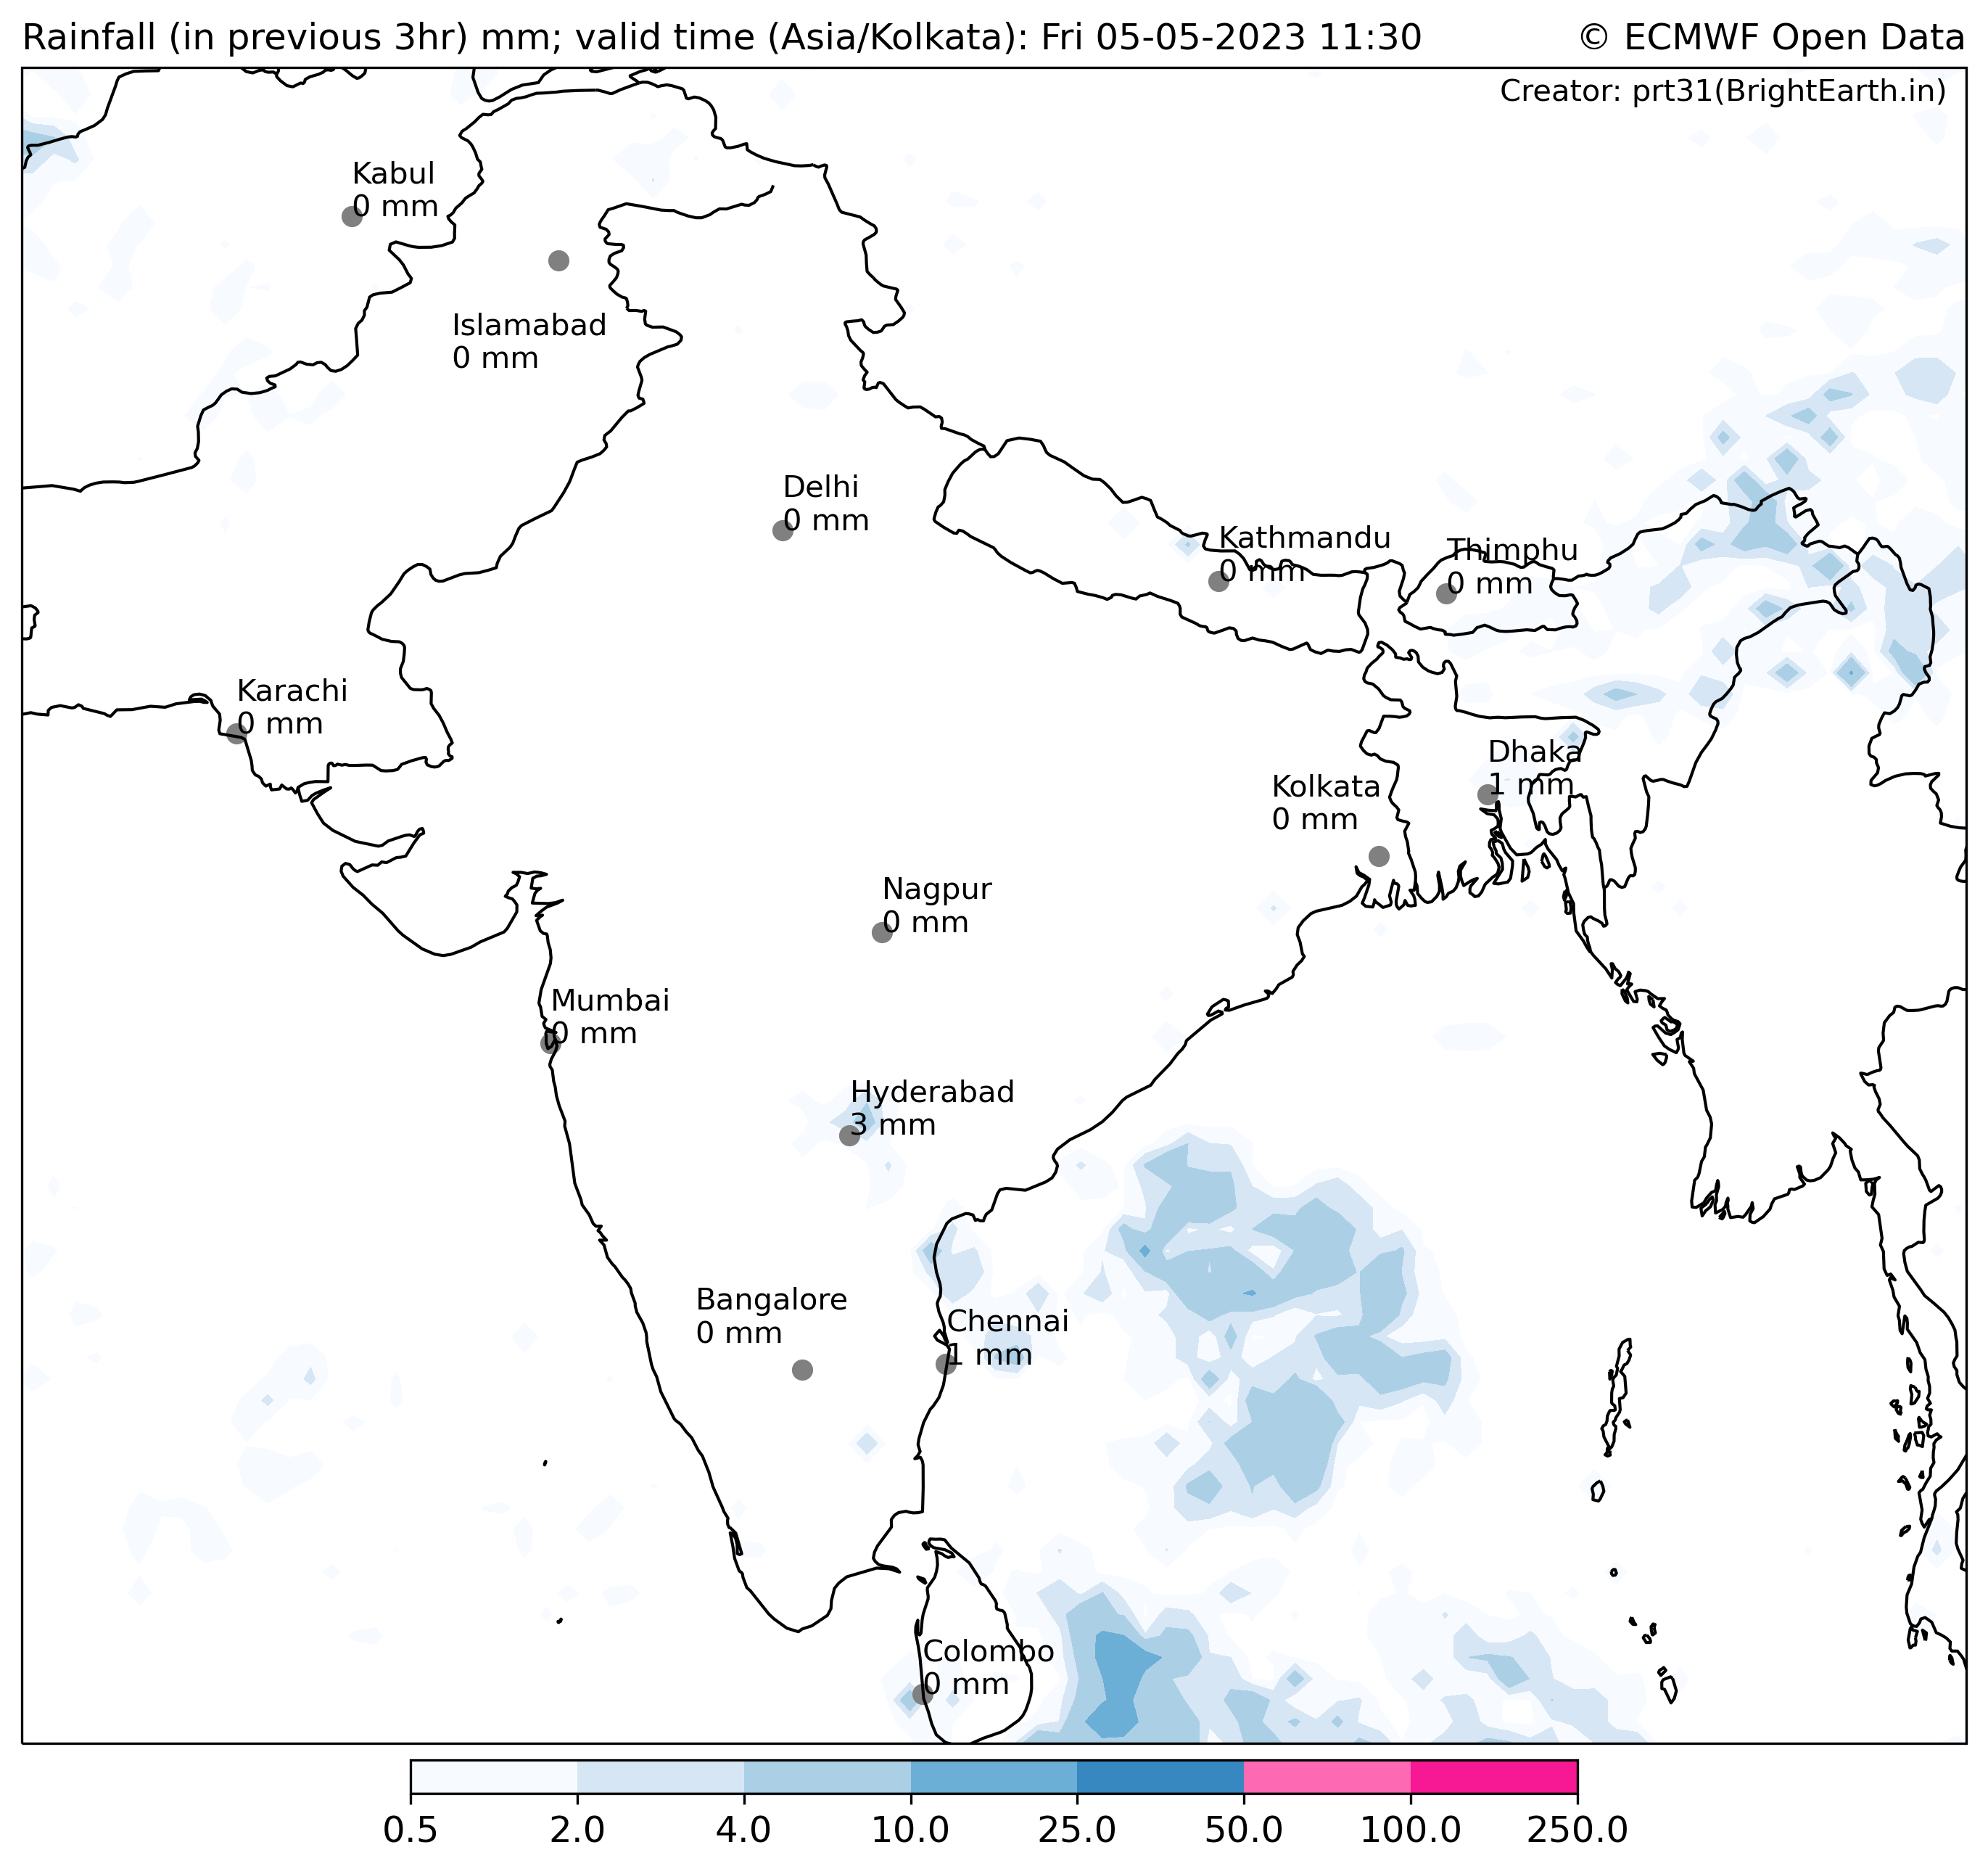 Rainfall (in previous 3hr) mm; valid time (Asia/Kolkata): Fri 05-05-2023 11:30
© ECMWF Open Data
Creator: prt31(BrightEarth.in)
Kabul
0 mm
Islamabad
0 mm
Delhi
0 mm
Kathmandu
0 mm
Thimphu
0 mm
Karachi
0 mm
Dhaka
1 mm
Kolkata
0 mm
Nagpur
0 mm
Mumbai
0 mm
Hyderabad
3 mm
Bangalore
0 mm
Chennai
1 mm
Colombo
0 mm
0.5 2.0 4.0 10.0 25.0 50.0 100.0 250.0